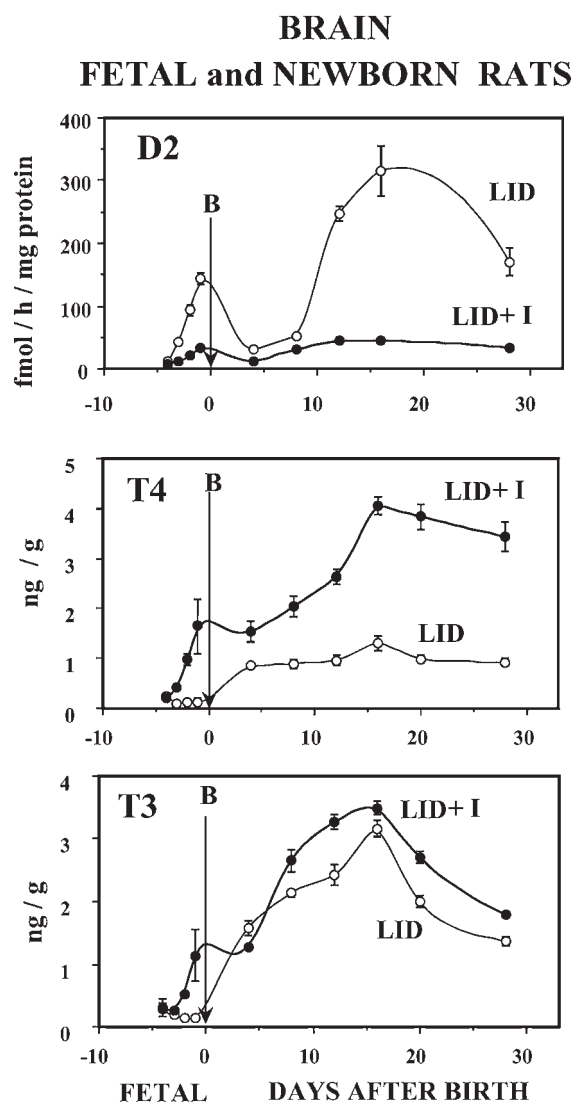 BRAIN
FETAL and NEWBORN RATS
400
300
200
100
0
fmol / h / mg protein
D2
B
LID
LID+ I
-10
0
10
20
30
5
4
3
2
1
0
ng / g
T4
B
LID+ I
LID
-10
0
10
20
30
4
3
2
1
0
ng / g
T3
B
LID+ I
LID
-10
0
10
20
30
FETAL
DAYS AFTER BIRTH